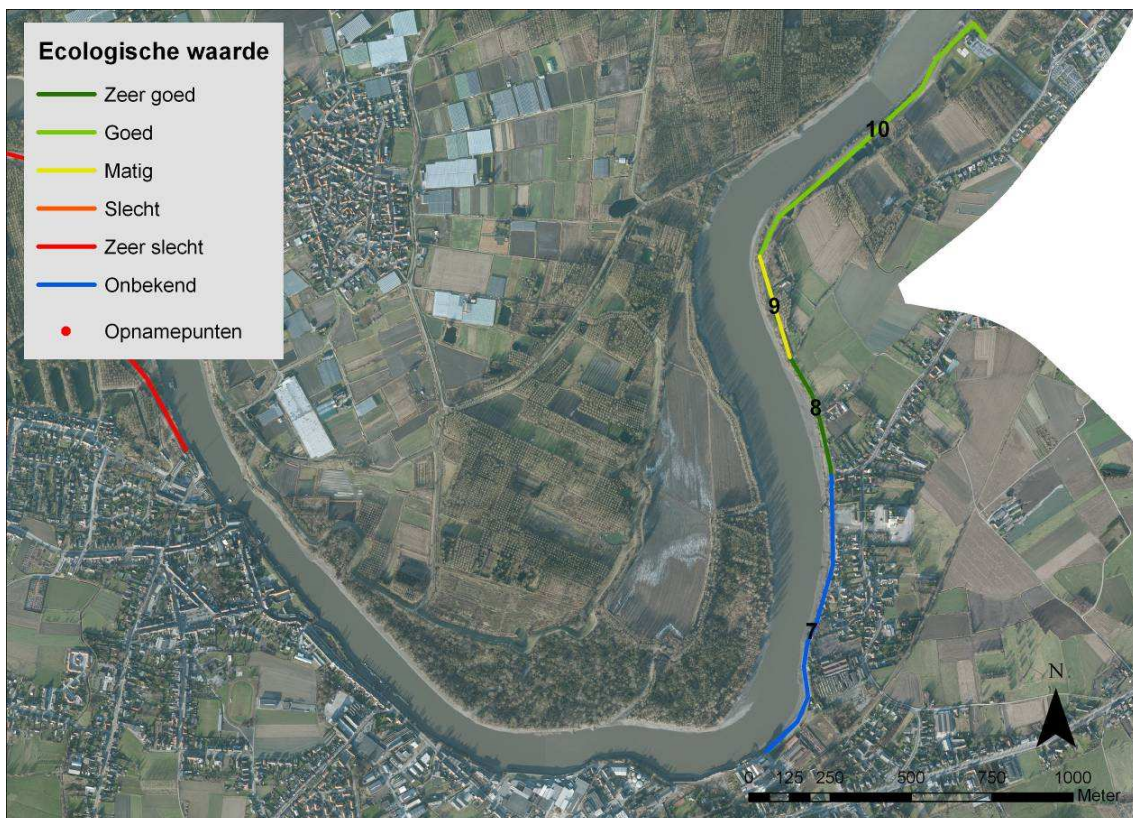 Ecologische waarde
Zeer goed
Goed
Matig
Slecht
Zeer slecht
Onbekend
Opnamepunten
10
9
8
7
N
0 125 250 500 750 1000
Meter